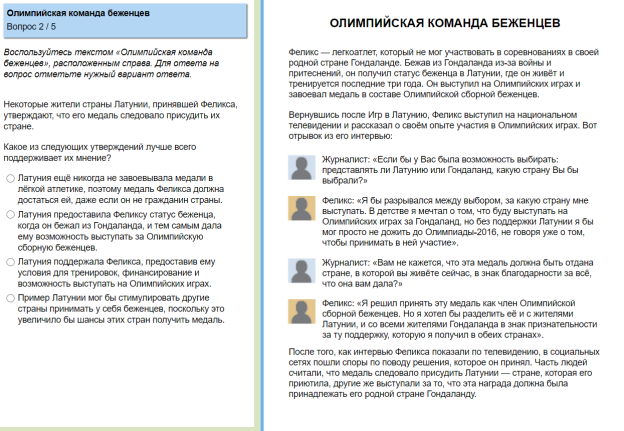 Олимпийская команда беженцев
Вопрос 2 / 5
Воспользуйтесь текстом «Олимпийская команда
беженцев», расположенным справа. Для ответа на
вопрос отметьте нужный вариант ответа.
Некоторые жители страны Латунии, принявшей Феликса,
утверждают, что его медаль следовало присудить их
стране.
Какое из следующих утверждений лучше всего
поддерживает их мнение?
Латуния ещё никогда не завоевывала медали в
лёгкой атлетике, поэтому медаль Феликса должна
достаться ей, даже если он не гражданин страны.
Латуния предоставила Феликсу статус беженца,
когда он бежал из Гондаланда, и тем самым дала
ему возможность выступать за Олимпийскую
сборную беженцев.
Латуния поддержала Феликса, предоставив ему
условия для тренировок, финансирование и
возможность выступать на Олимпийских играх.
Пример Латунии мог бы стимулировать другие
страны принимать у себя беженцев, поскольку это
увеличило бы шансы этих стран получить медаль.
ОЛИМПИЙСКАЯ КОМАНДА БЕЖЕНЦЕВ
Феликс — легкоатлет, который не мог участвовать в соревнованиях в своей
родной стране Гондаланде. Бежав из Гондаланда из-за войны и
притеснений, он получил статус беженца в Латунии, где он живёт и
тренируется последние три года. Он выступил на Олимпийских играх и
завоевал медаль в составе Олимпийской сборной беженцев.
Вернувшись после Игр в Латунию, Феликс выступил на национальном
телевидении и рассказал о своём опыте участия в Олимпийских играх. Вот
отрывок из его интервью:
Журналист: «Если бы у Вас была возможность выбирать:
представлять ли Латунию или Гондаланд, какую страну Вы бы
выбрали?»
Феликс: «Я бы разрывался между выбором, за какую страну мне
выступать. В детстве я мечтал о том, что буду выступать на
Олимпийских играх за Гондаланд, но без поддержки Латунии я бы
мог просто не дожить до Олимпиады-2016, не говоря уже о том,
чтобы принимать в ней участие».
Журналист: «Вам не кажется, что эта медаль должна быть отдана
стране, в которой вы живёте сейчас, в знак благодарности за всё,
что она вам дала?»
Феликс: «Я решил принять эту медаль как член Олимпийской
сборной беженцев. Но я хотел бы разделить её и с жителями
Латунии, и со всеми жителями Гондаланда в знак признательности
за ту поддержку, которую я получил в обеих странах».
После того, как интервью Феликса показали по телевидению, в социальных
сетях пошли споры по поводу решения, которое он принял. Часть людей
считали, что медаль следовало присудить Латунии — стране, которая его
приютила, другие же выступали за то, что эта награда должна была
принадлежать его родной стране Гондаланду.